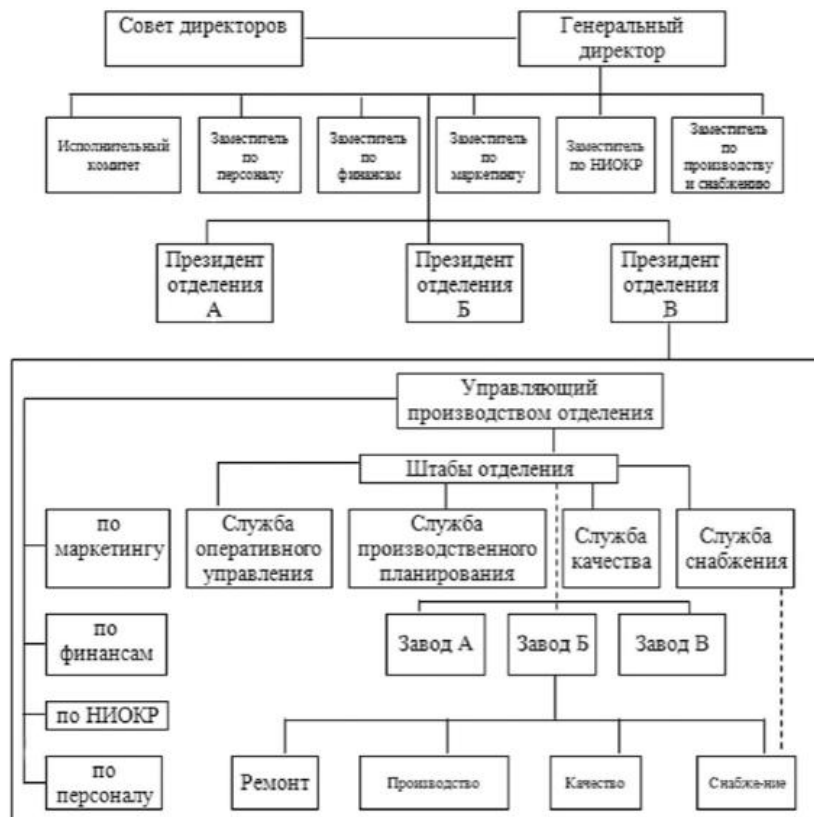 Совет директоров
Генеральный
директор
Исполнительный
комитет
Заместитель
по
персоналу
Заместитель
по
финансам
Заместитель
по
маркетингу
Заместитель
по НИОКР
Заместитель
по
производству
и снабжению
Президент
отделения
А
Президент
отделения
Б
Президент
отделения
В
Управляющий
производством отделения
Штабы отделения
по
маркетингу
Служба
оперативного
управления
Служба
производственного
планирования
Служба
качества
Служба
снабжения
по
финансам
Завод А
Завод Б
Завод В
по НИОКР
по
персоналу
Ремонт
Производство
Качество
Снабже-ние